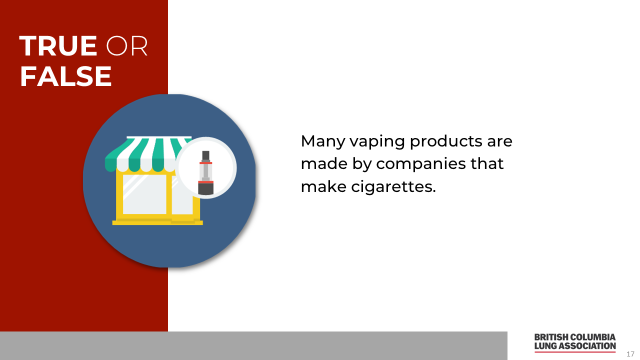 TRUE OR
FALSE
Many vaping products are
made by companies that
make cigarettes.
BRITISH COLUMBIA
LUNG ASSOCIATION
17